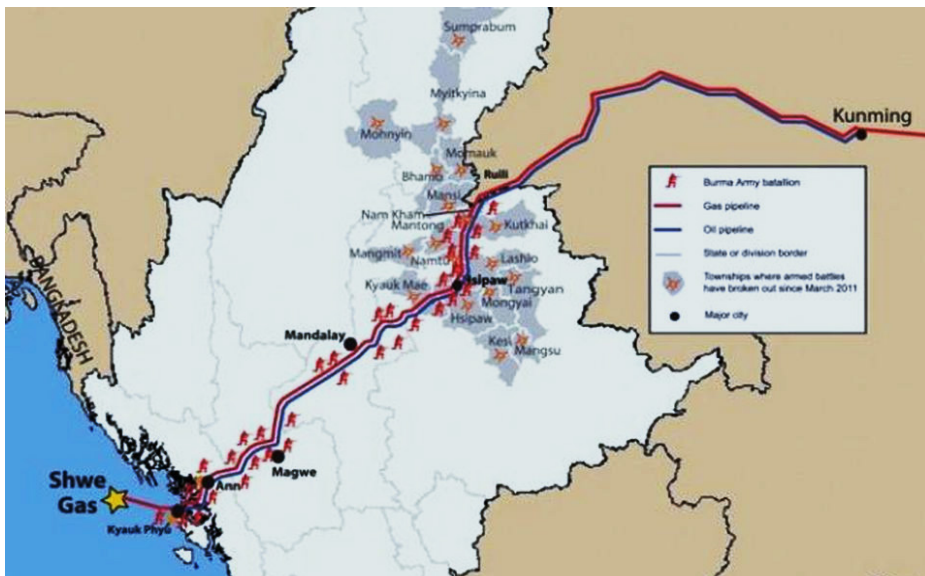 Sumprabum
Myitkyina
Mohnyin
Momauk
Bhamo
Ruili
Mansi
Nam Kham
Mantong
Kutkhai
Mangmit
Namtu
Lashio
Kyauk Mae
Hsipaw
Tangyan
Mongyai
Hsipaw
Mandalay
Kesi
Mangsu
Kunming
Burma Army batallion
Gas pipeline
Oil pipeline
State or division border
Townships where armed battles
have broken out since March 2011
Major city
BANGKADESH
Magwe
Ann
Shwe
Gas
Kyauk Phyu